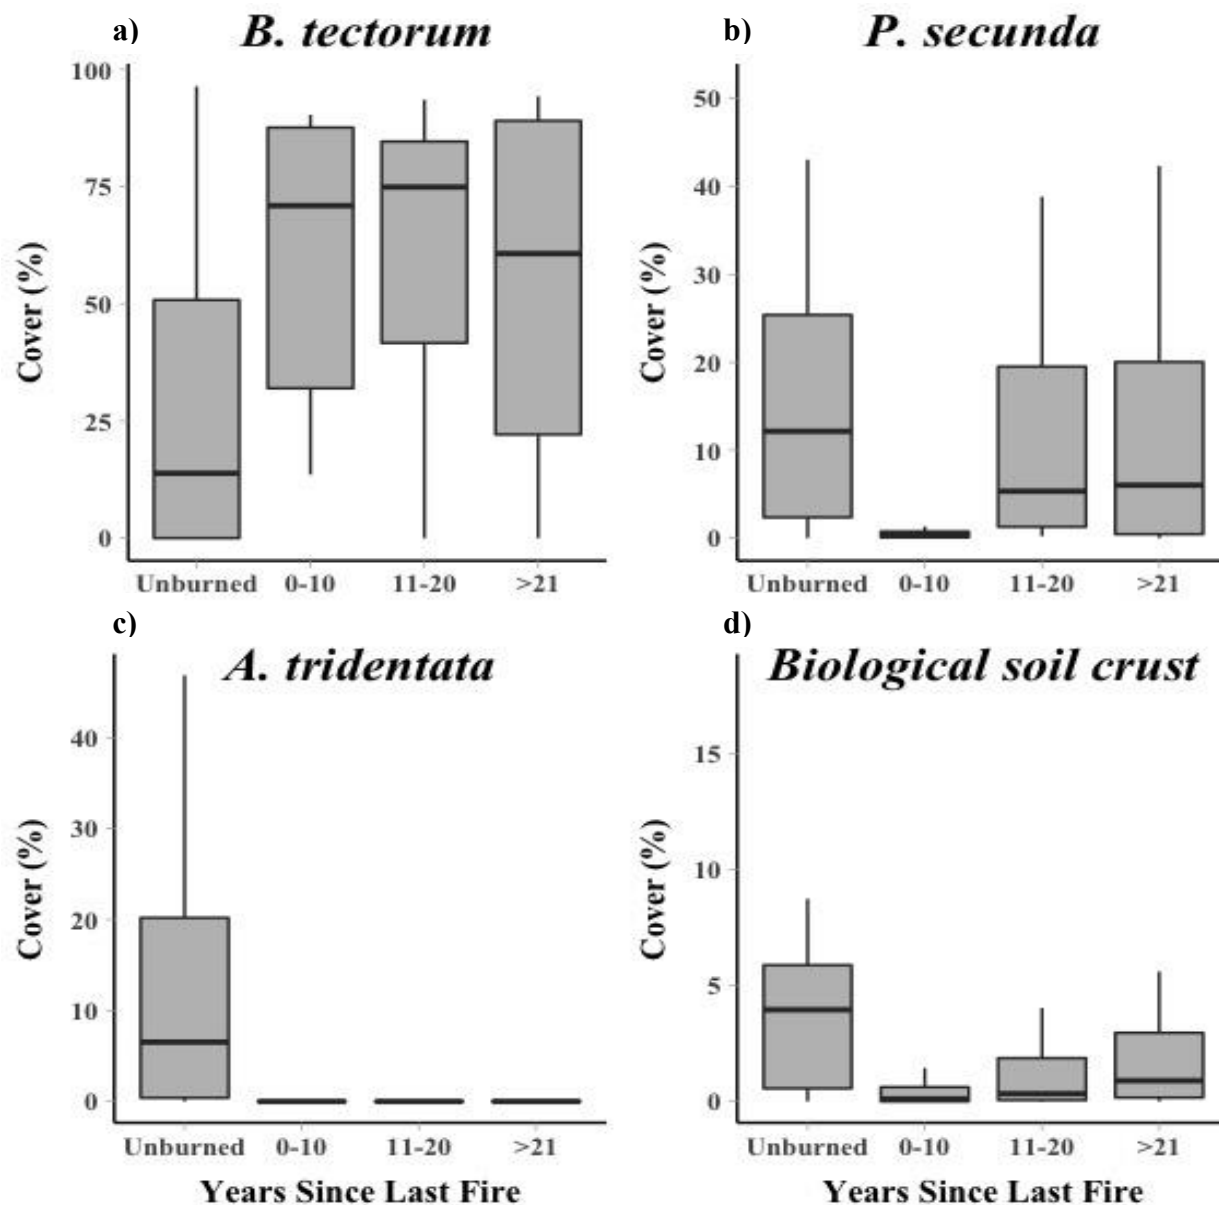 a) B. tectorum
100
75
50
25
0
Cover (%)
Unburned 0-10 11-20 >21
b) P. secunda
50
40
30
20
10
0
Cover (%)
Unburned 0-10 11-20 >21
c)
A. tridentata
40
30
20
10
0
Cover (%)
Unburned 0-10 11-20 >21
Years Since Last Fire
d)
Biological soil crust
15
10
5
0
Cover (%)
Unburned 0-10 11-20 >21
Years Since Last Fire